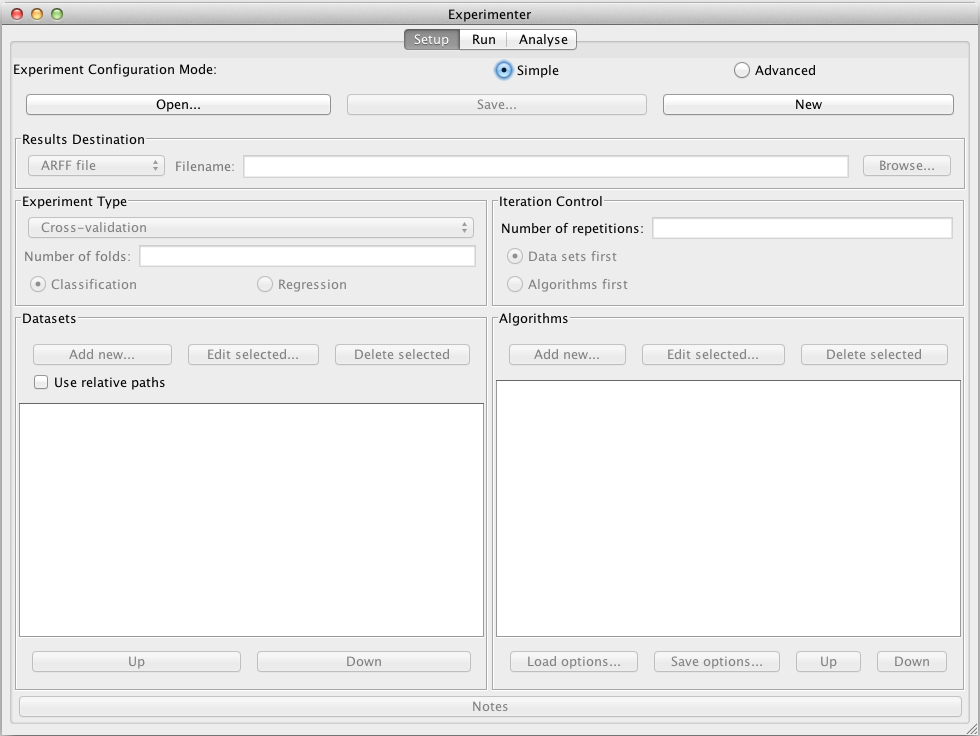 Experimenter
Setup Run Analyse
Experiment Configuration Mode: Simple Advanced
Open... Save... New
Results Destination
ARFF file Filename: Browse...
Experiment Type
Cross-validation
Number of folds:
Classification Regression
Iteration Control
Number of repetitions:
Data sets first
Algorithms first
Datasets
Add new... Edit selected... Delete selected
Use relative paths
Up Down
Algorithms
Add new... Edit selected... Delete selected
Load options... Save options... Up Down
Notes